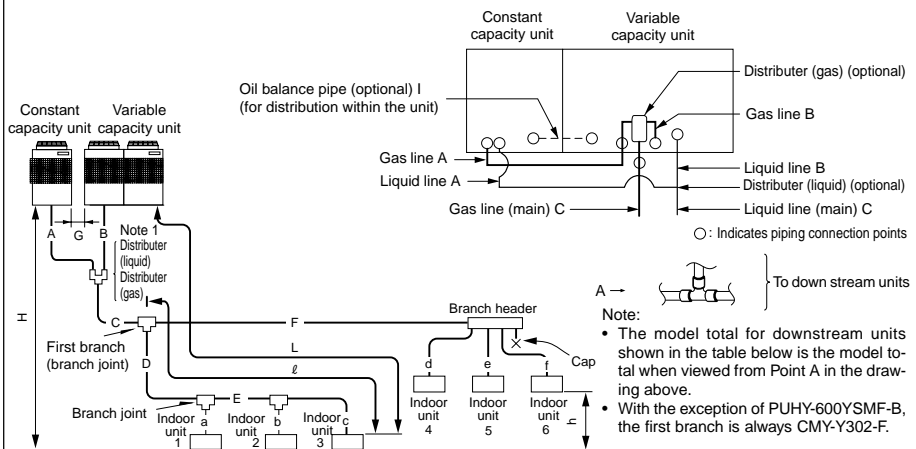 Constant
capacity unit
Variable
capacity unit
Oil balance pipe (optional) I
(for distribution within the unit)
Distributer (gas) (optional)
Gas line B
Gas line A
Liquid line A
Liquid line B
Distributer (liquid) (optional)
Gas line (main) C
Liquid line (main) C
○: Indicates piping connection points
Constant
capacity unit
Variable
capacity unit
A
G
B
Note 1
Distributer
(liquid)
Distributer
(gas)
H
C
First branch
(branch joint)
D
F
L
ℓ
Branch header
Cap
d
e
f
Indoor
unit
4
Indoor
unit
5
Indoor
unit
6
h
Branch joint
E
a
b
c
Indoor
unit
1
Indoor
unit
2
Indoor
unit
3
A →
To down stream units
Note:
• The model total for downstream units
shown in the table below is the model to-
tal when viewed from Point A in the draw-
ing above.
• With the exception of PUHY-600YSMF-B,
the first branch is always CMY-Y302-F.